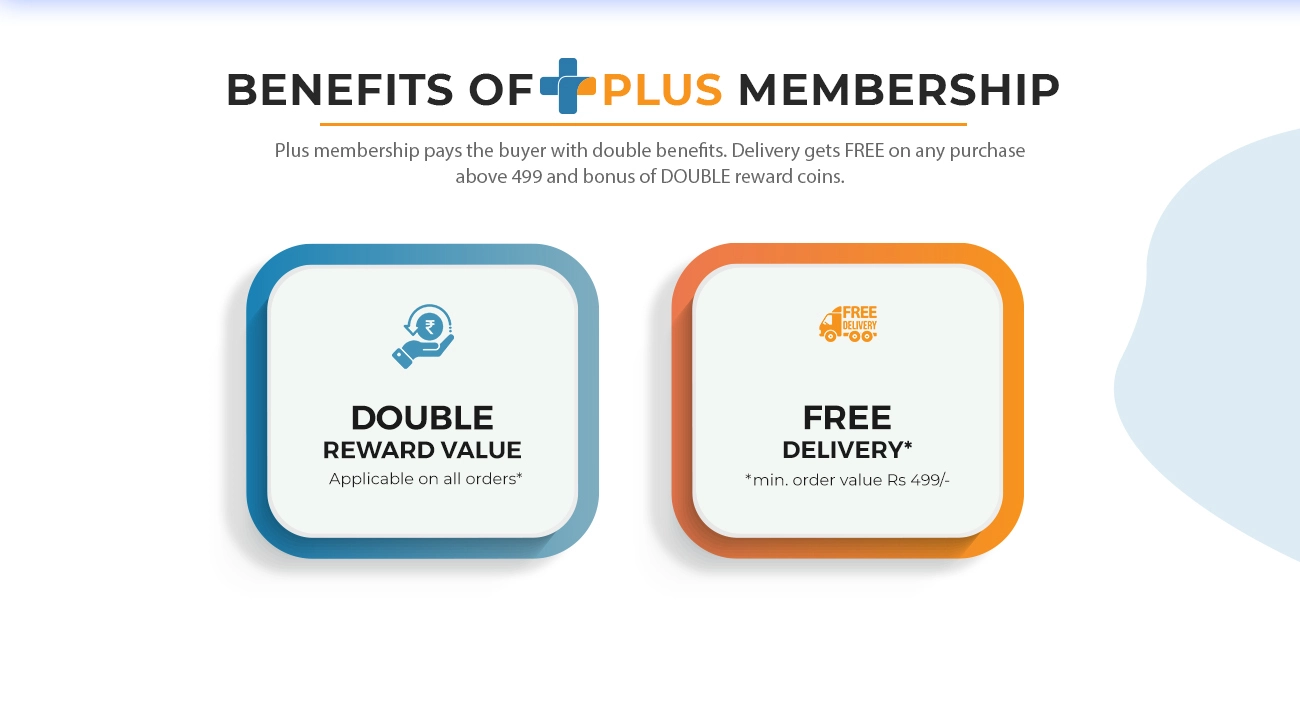 BENEFITS OF PLUS MEMBERSHIP
Plus membership pays the buyer with double benefits. Delivery gets FREE on any purchase
above 499 and bonus of DOUBLE reward coins.
₹
DOUBLE
REWARD VALUE
Applicable on all orders*
FREE
DELIVERY
FREE
DELIVERY*
*min. order value Rs 499/-